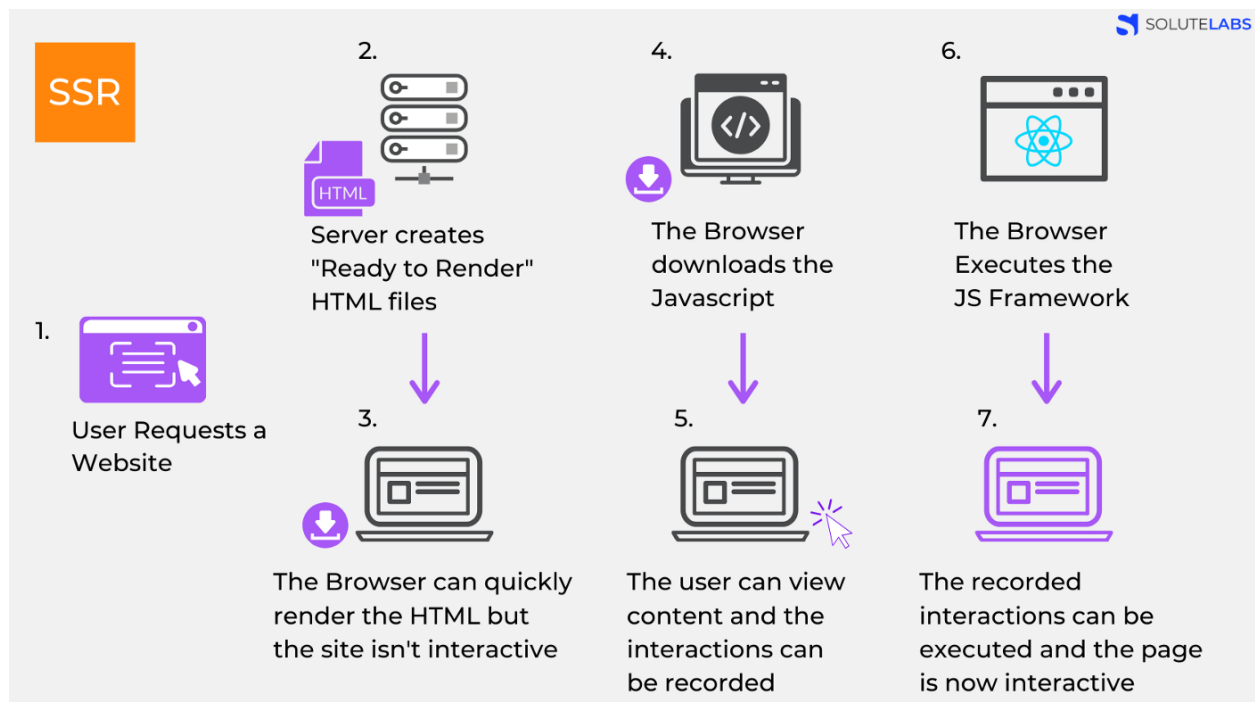 SOLUTELABS
SSR
1.
User Requests a
Website
2.
HTML
Server creates
"Ready to Render"
HTML files
3.
The Browser can quickly
render the HTML but
the site isn't interactive
4.
</>
The Browser
downloads the
Javascript
5.
The user can view
content and the
interactions can
be recorded
6.
The Browser
Executes the
JS Framework
7.
The recorded
interactions can be
executed and the page
is now interactive